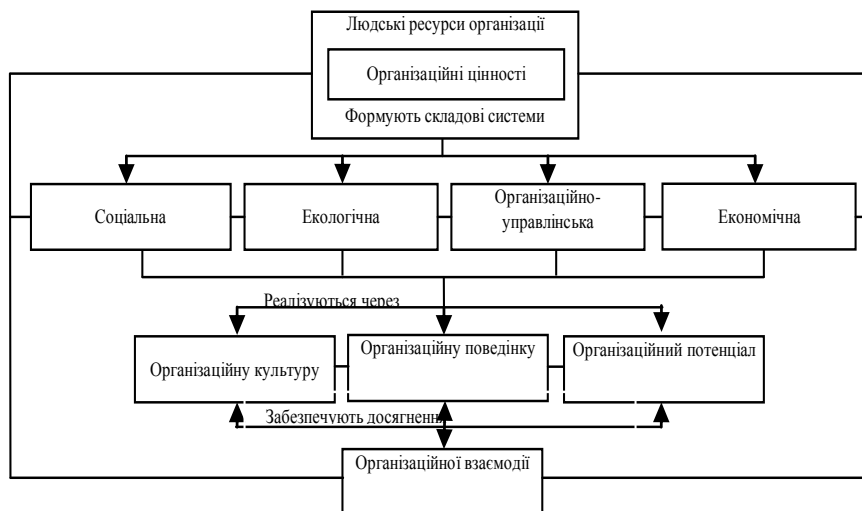 Людські ресурси організації
Організаційні цінності
Формують складові системи
Соціальна
Екологічна
Організаційно-
управлінська
Економічна
Реалізуються через
Організаційну культуру
Організаційну поведінку
Організаційний потенціал
Забезпечують досягнення
Організаційної взаємодії